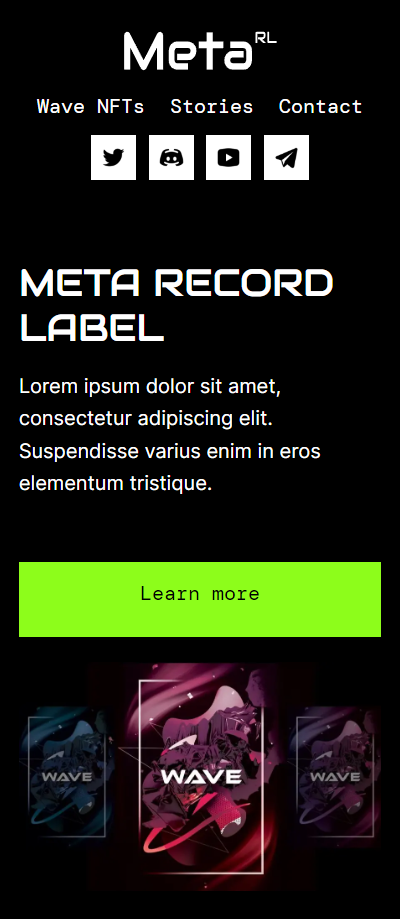 Meta RL
Wave NFTs Stories Contact
META RECORD
LABEL
Lorem ipsum dolor sit amet,
consectetur adipiscing elit.
Suspendisse varius enim in eros
elementum tristique.
Learn more
WAVE WAVE WAVE